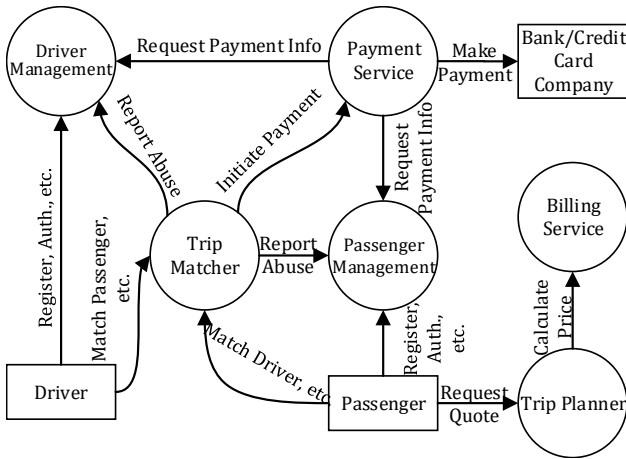 Driver
Management
Request Payment Info
Payment
Service
Make
Payment
Bank/Credit
Card
Company
Report Abuse
Initiate Payment
Request
Payment Info
Register, Auth., etc.
Match Passenger,
etc.
Trip
Matcher
Report
Abuse
Passenger
Management
Billing
Service
Calculate
Price
Match Driver, etc
Register,
Auth.,
etc.
Driver
Passenger
Request
Quote
Trip Planner